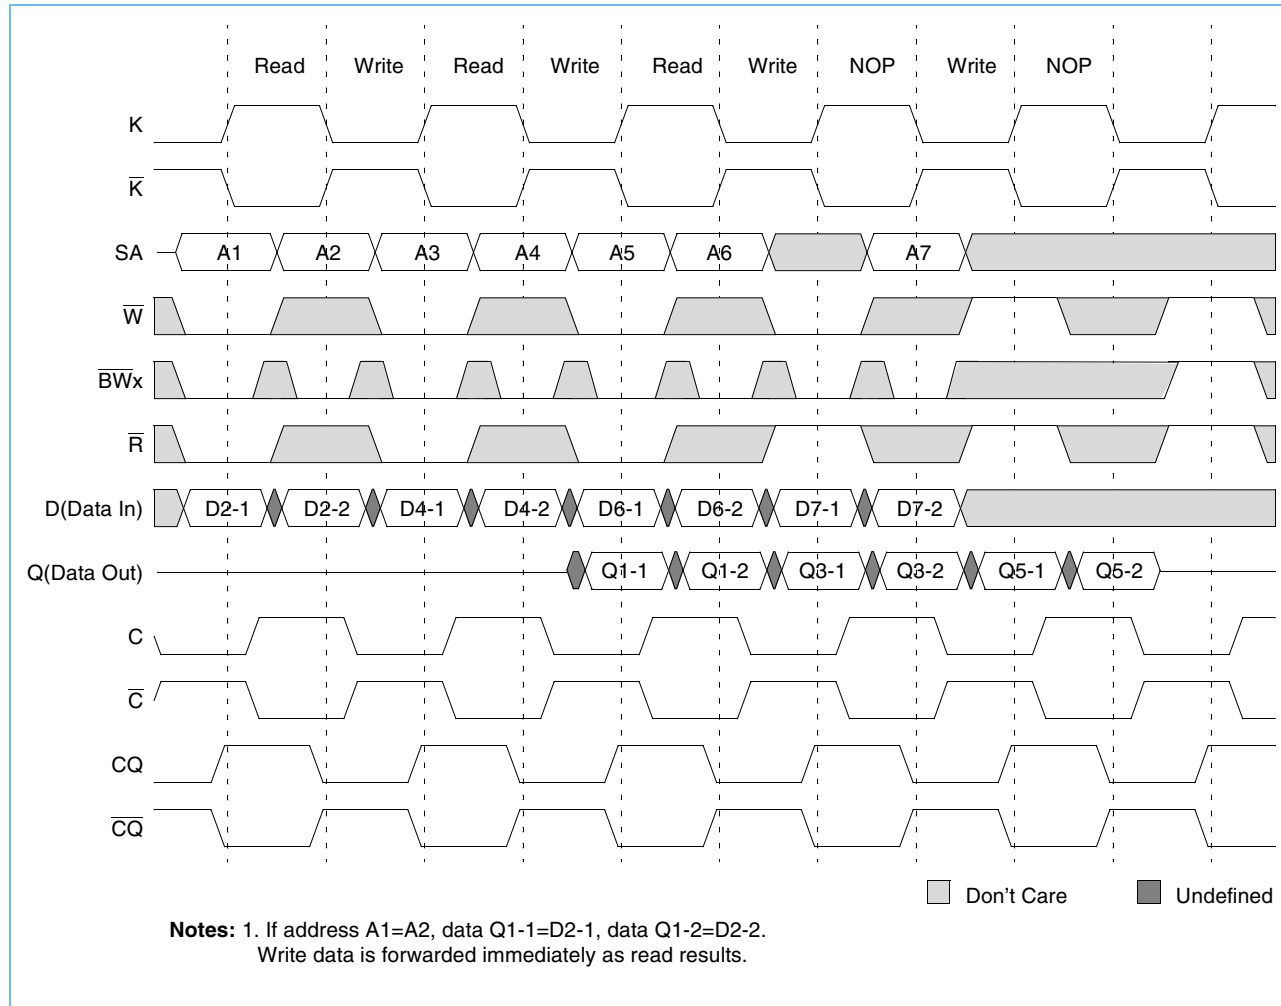 Read Write Read Write Read Write NOP Write NOP
K
K̅
SA A1 A2 A3 A4 A5 A6 A7
W̅
B̅W̅x
R̅
D(Data In) D2-1 D2-2 D4-1 D4-2 D6-1 D6-2 D7-1 D7-2
Q(Data Out) Q1-1 Q1-2 Q3-1 Q3-2 Q5-1 Q5-2
C
C̅
CQ
C̅Q̅
Don't Care Undefined
Notes: 1. If address A1=A2, data Q1-1=D2-1, data Q1-2=D2-2.
Write data is forwarded immediately as read results.